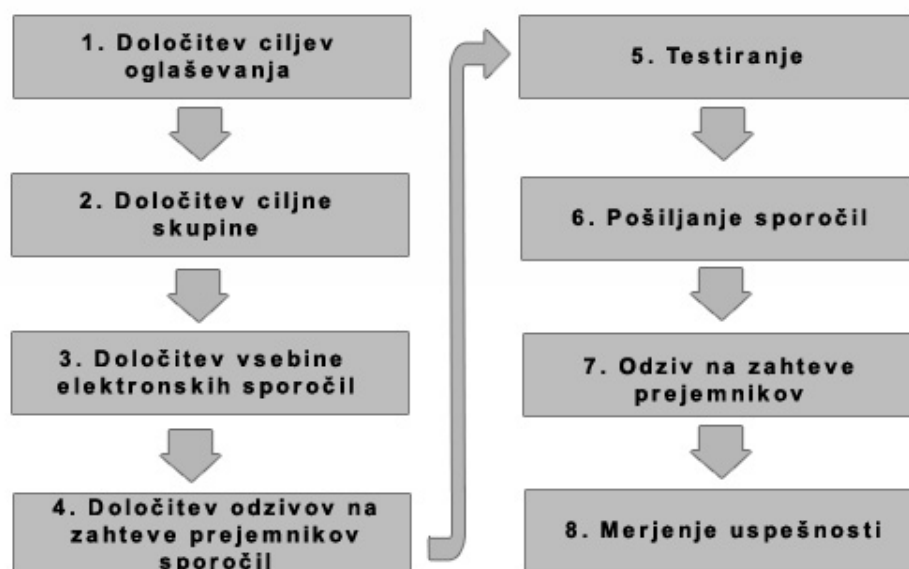 1. Določitev ciljev
oglaševanja
2. Določitev ciljne
skupine
3. Določitev vsebine
elektronskih sporočil
4. Določitev odzivov na
zahteve prejemnikov
sporočil
5. Testiranje
6. Pošiljanje sporočil
7. Odziv na zahteve
prejemnikov
8. Merjenje uspešnosti